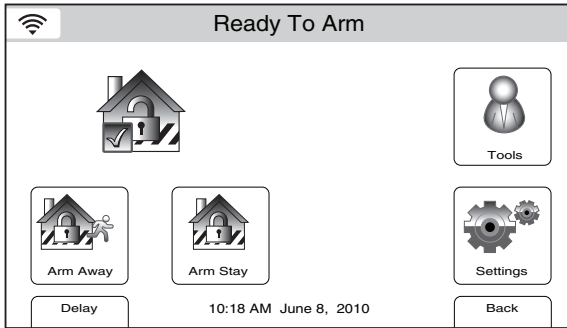 Ready To Arm
Tools
Arm Away
Arm Stay
Settings
Delay
10:18 AM June 8, 2010
Back